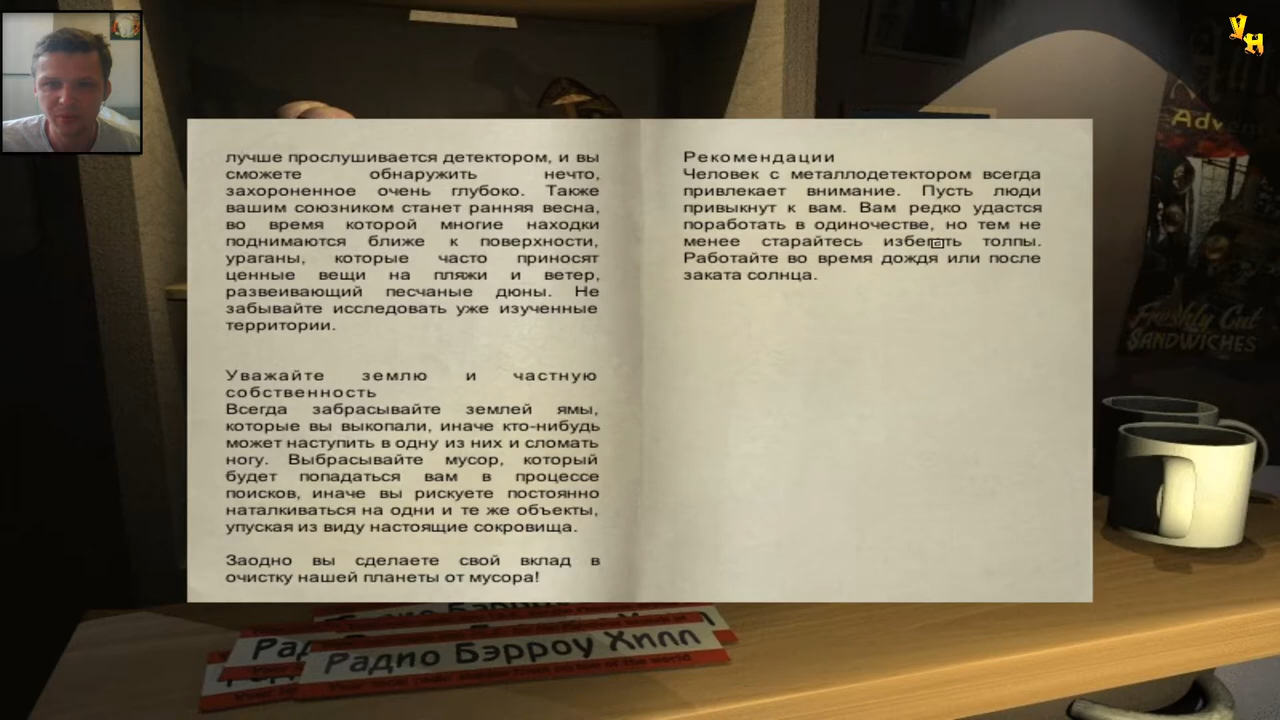 лучше прослушивается детектором, и вы
сможете обнаружить нечто,
захороненное очень глубоко. Также
вашим союзником станет ранняя весна,
во время которой многие находки
поднимаются ближе к поверхности,
ураганы, которые часто приносят
ценные вещи на пляжи и ветер,
развеивающий песчаные дюны. Не
забывайте исследовать уже изученные
территории.
Уважайте землю и частную
собственность
Всегда забрасывайте землей ямы,
которые вы выкопали, иначе кто-нибудь
может наступить в одну из них и сломать
ногу. Выбрасывайте мусор, который
будет попадаться вам в процессе
поисков, иначе вы рискуете постоянно
наталкиваться на одни и те же объекты,
упуская из виду настоящие сокровища.
Заодно вы сделаете свой вклад в
очистку нашей планеты от мусора!
Рекомендации
Человек с металлодетектором всегда
привлекает внимание. Пусть люди
привыкнут к вам. Вам редко удастся
поработать в одиночестве, но тем не
менее старайтесь избегать толпы.
Работайте во время дождя или после
заката солнца.
Радио Бэрроу Хилл
Freshly Cut
SANDWICHES
УН